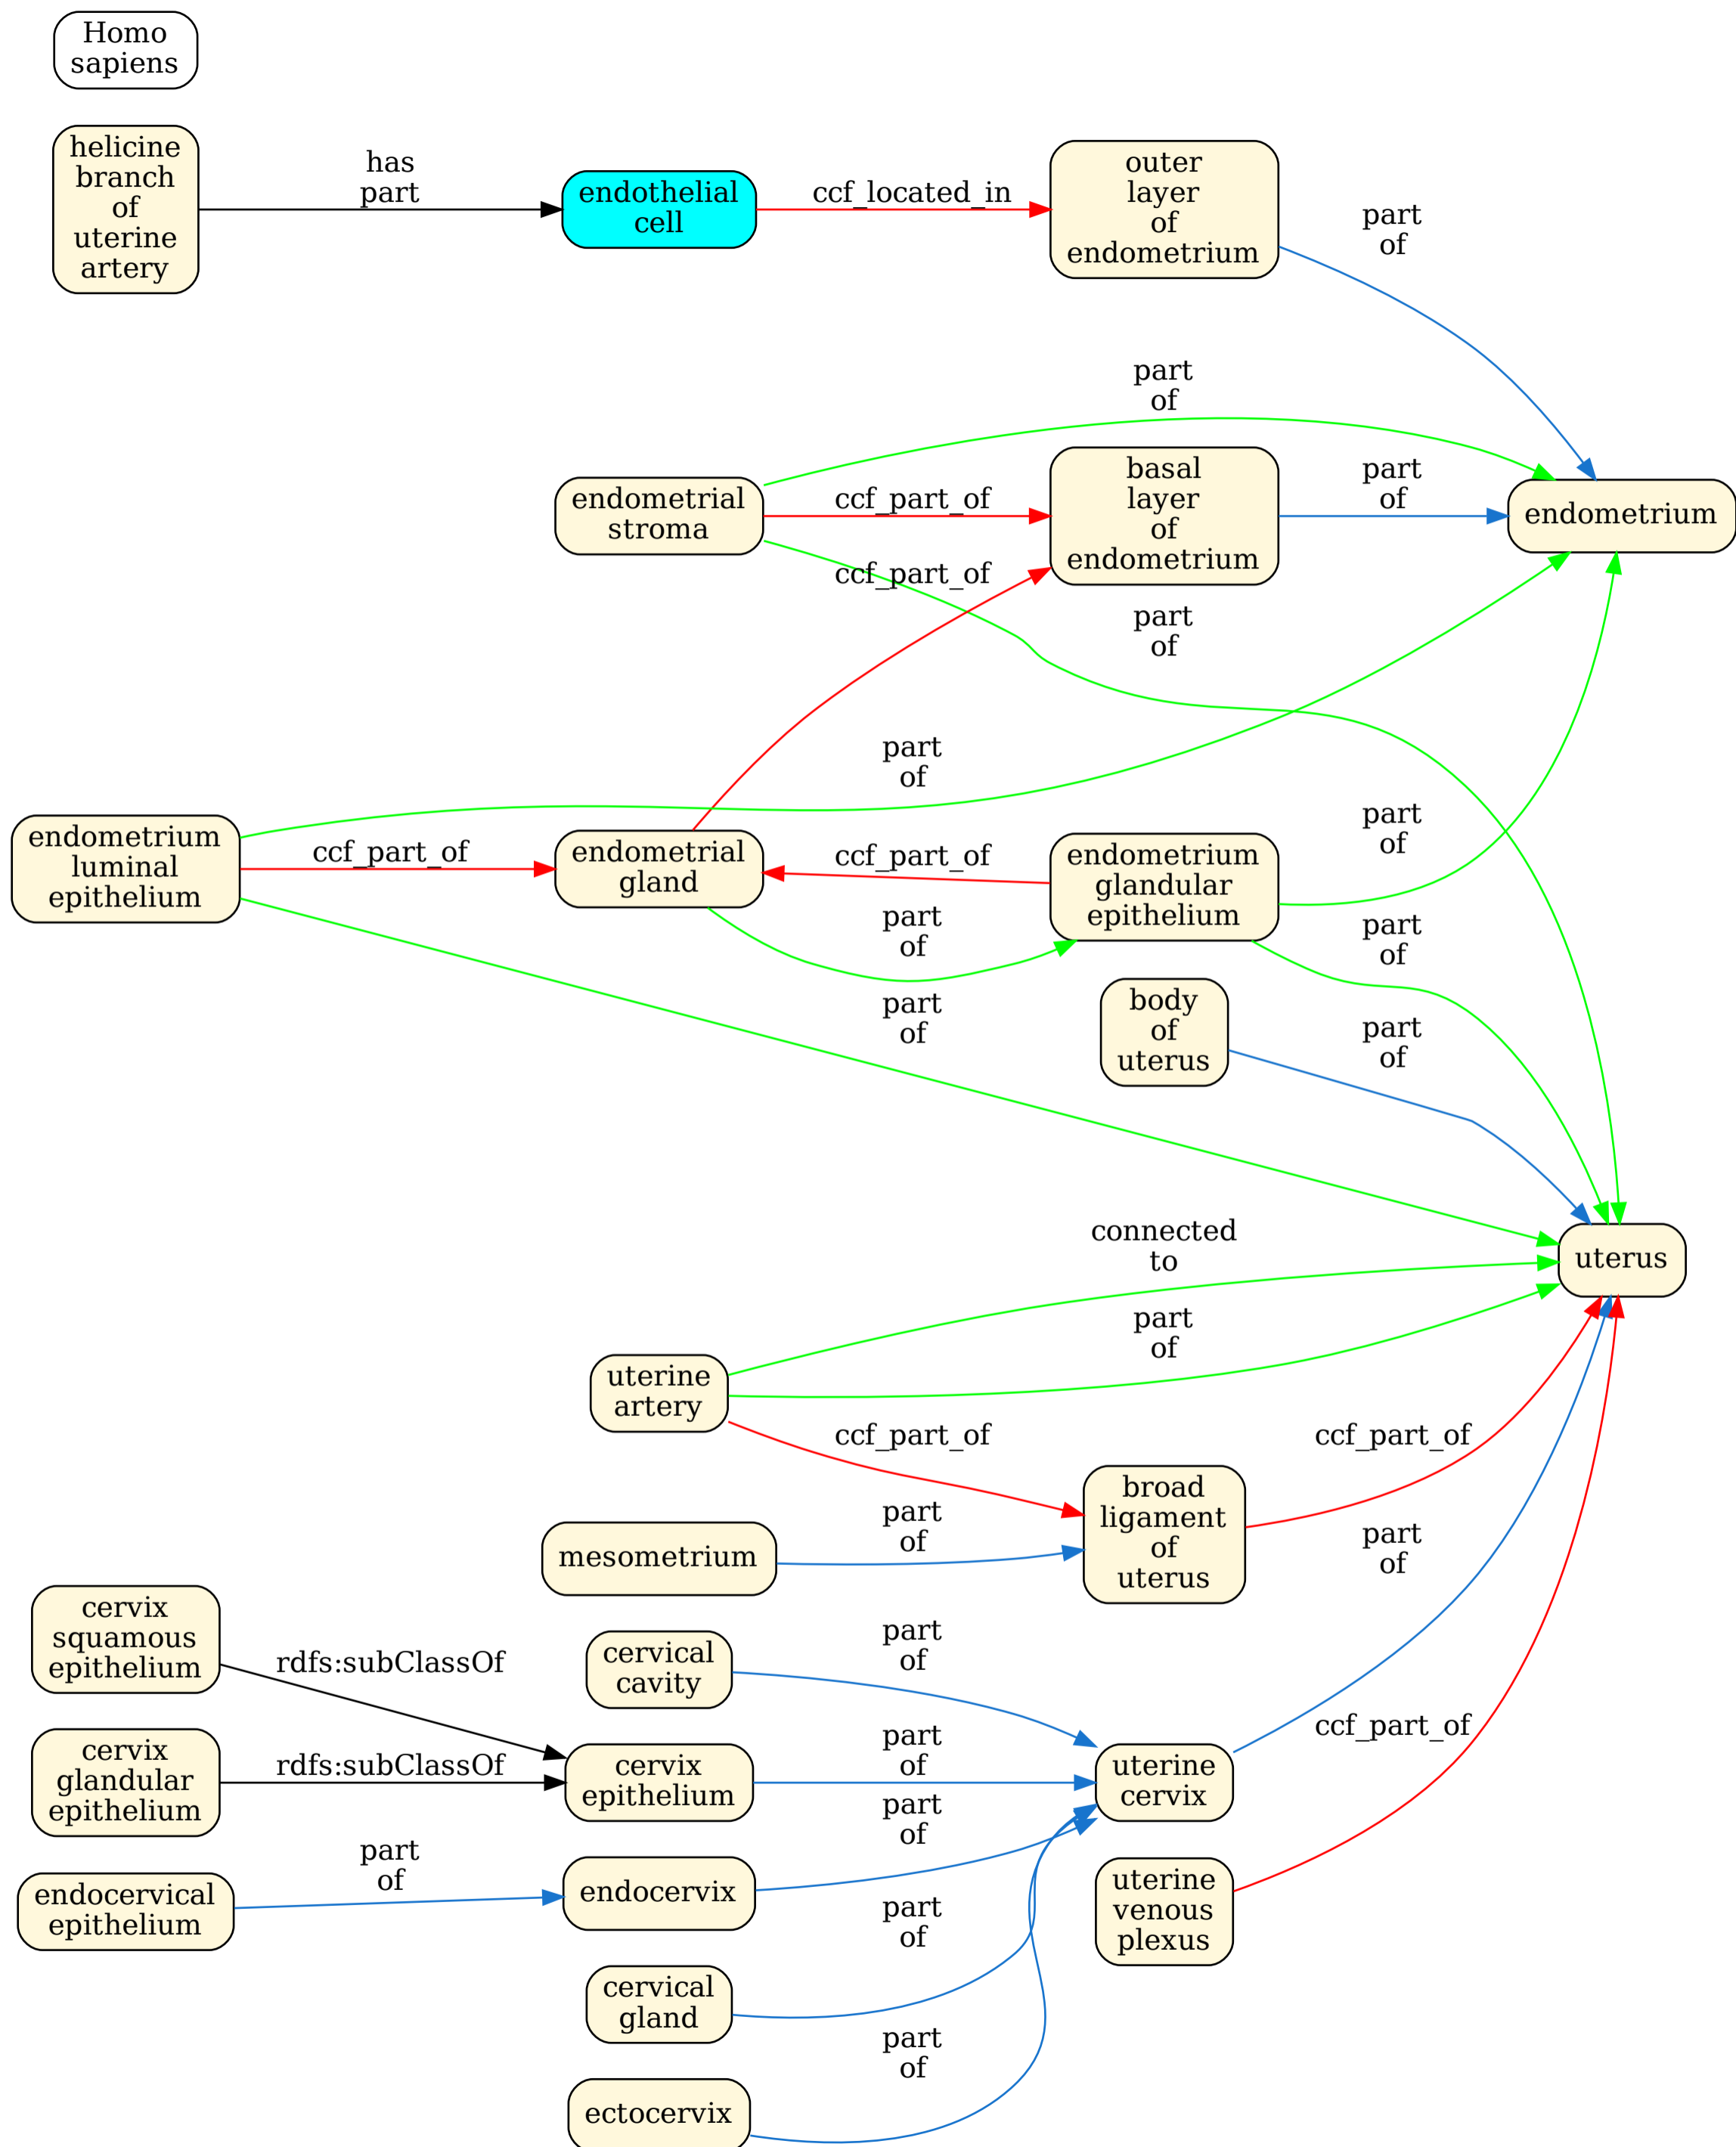 Homo
sapiens
helicine
branch
of
uterine
artery
has
part
endothelial
cell
ccf_located_in
outer
layer
of
endometrium
part
of
part
of
endometrial
stroma
ccf_part_of
basal
layer
of
endometrium
part
of
endometrium
ccf_part_of
part
of
part
of
endometrium
luminal
epithelium
ccf_part_of
endometrial
gland
ccf_part_of
endometrium
glandular
epithelium
part
of
part
of
part
of
part
of
body
of
uterus
part
of
uterus
connected
to
part
of
uterine
artery
ccf_part_of
ccf_part_of
broad
ligament
of
uterus
mesometrium
part
of
part
of
cervix
squamous
epithelium
rdfs:subClassOf
cervical
cavity
part
of
cervix
glandular
epithelium
rdfs:subClassOf
cervix
epithelium
part
of
uterine
cervix
ccf_part_of
endocervical
epithelium
part
of
endocervix
part
of
uterine
venous
plexus
cervical
gland
part
of
ectocervix
part
of